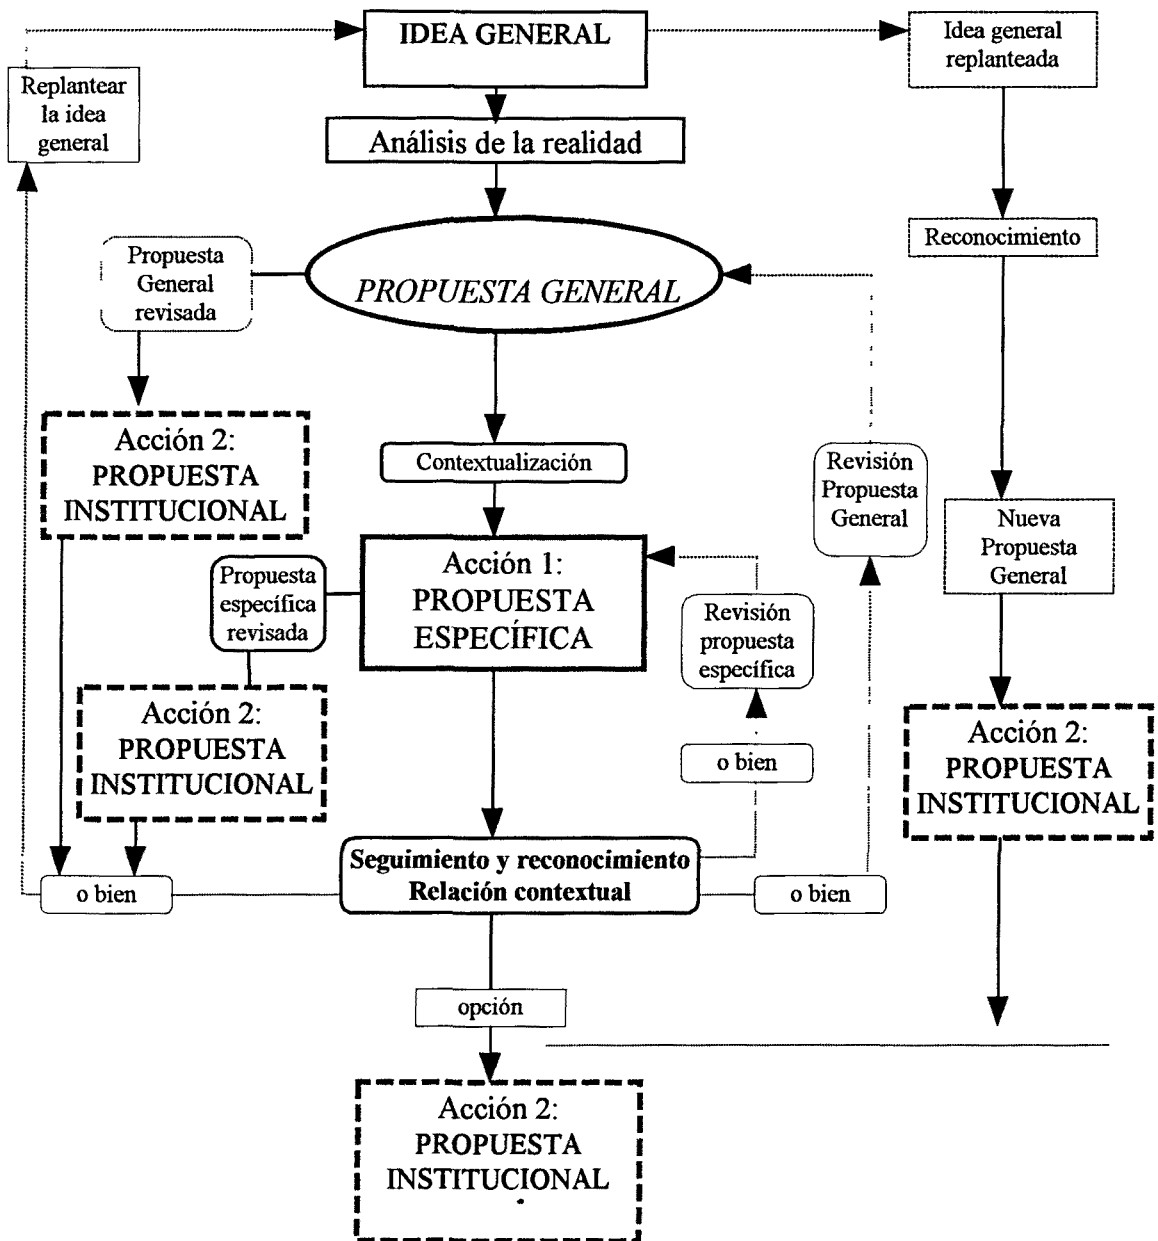 IDEA GENERAL
Idea general
replanteada
Replantear
la idea
general
Análisis de la realidad
Propuesta
General
revisada
PROPUESTA GENERAL
Reconocimiento
Acción 2:
PROPUESTA
INSTITUCIONAL
Contextualización
Revisión
Propuesta
General
Nueva
Propuesta
General
Propuesta
específica
revisada
Acción 1:
PROPUESTA
ESPECÍFICA
Revisión
propuesta
específica
Acción 2:
PROPUESTA
INSTITUCIONAL
o bien
Acción 2:
PROPUESTA
INSTITUCIONAL
Seguimiento y reconocimiento
Relación contextual
o bien
o bien
opción
Acción 2:
PROPUESTA
INSTITUCIONAL